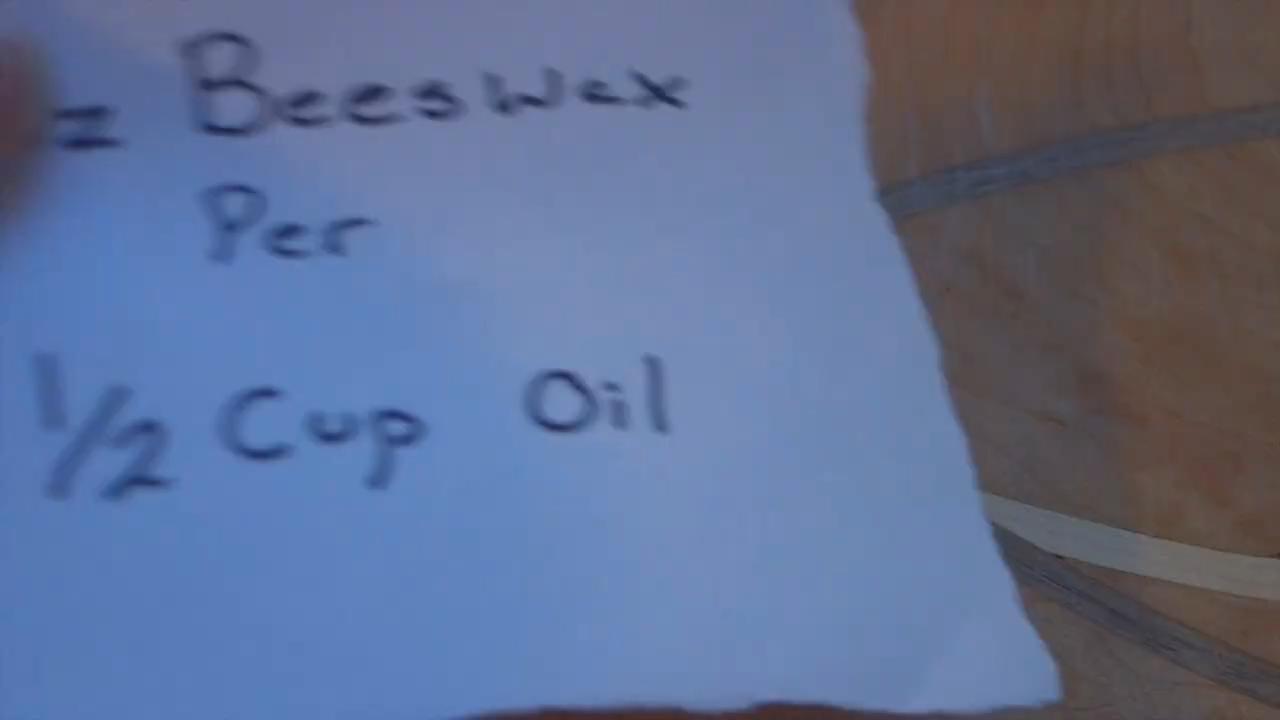 = Beeswax
Per
1/2 Cup Oil